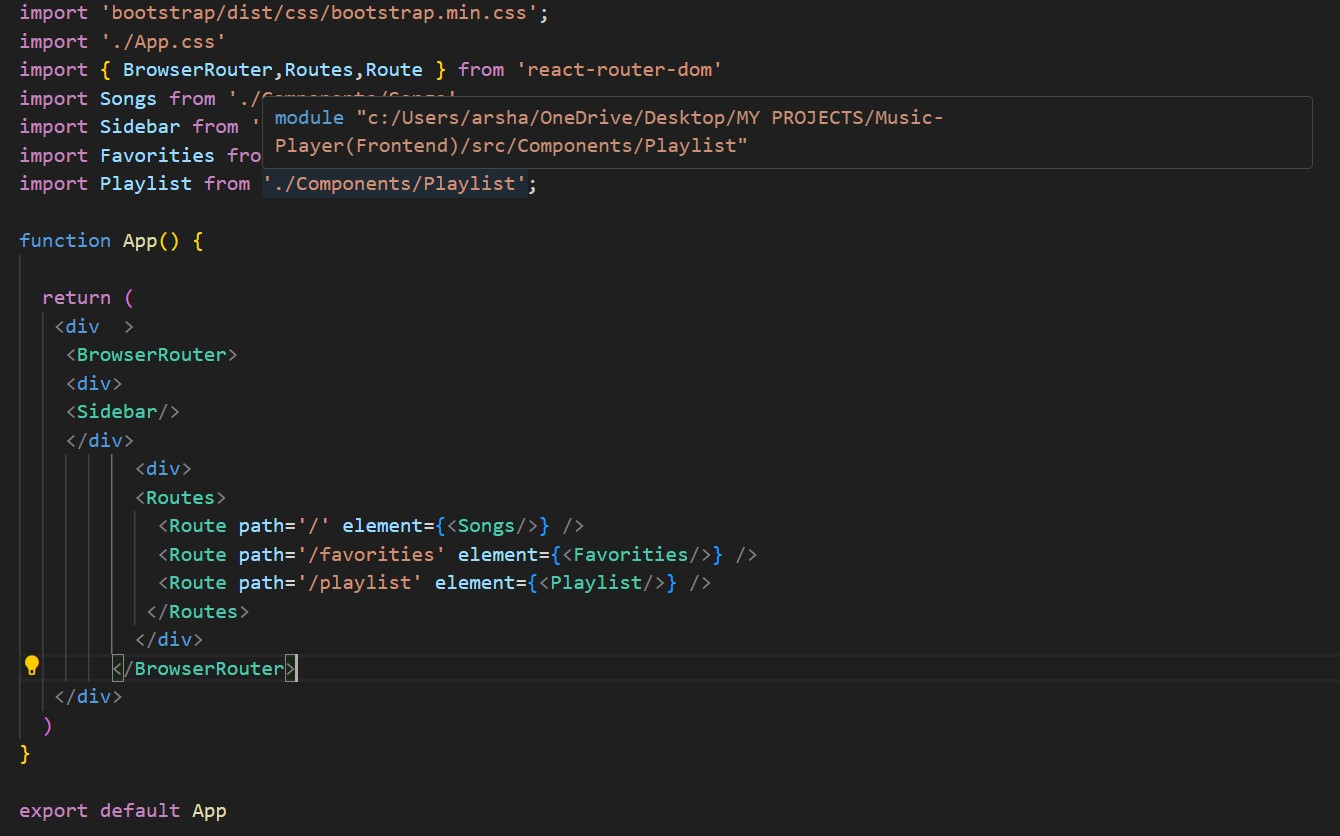 import 'bootstrap/dist/css/bootstrap.min.css';
import './App.css'
import { BrowserRouter,Routes,Route } from 'react-router-dom'
import Songs from './Components/Songs'
import Sidebar from '
import Favorities fro
module "c:/Users/arsha/OneDrive/Desktop/MY PROJECTS/Music-
Player(Frontend)/src/Components/Playlist"
import Playlist from './Components/Playlist';
function App() {
return (
<div  >
<BrowserRouter>
<div>
<Sidebar/>
</div>
<div>
<Routes>
<Route path='/' element={<Songs/>} />
<Route path='/favorities' element={<Favorities/>} />
<Route path='/playlist' element={<Playlist/>} />
</Routes>
</div>
</BrowserRouter>
</div>
)
}
export default App